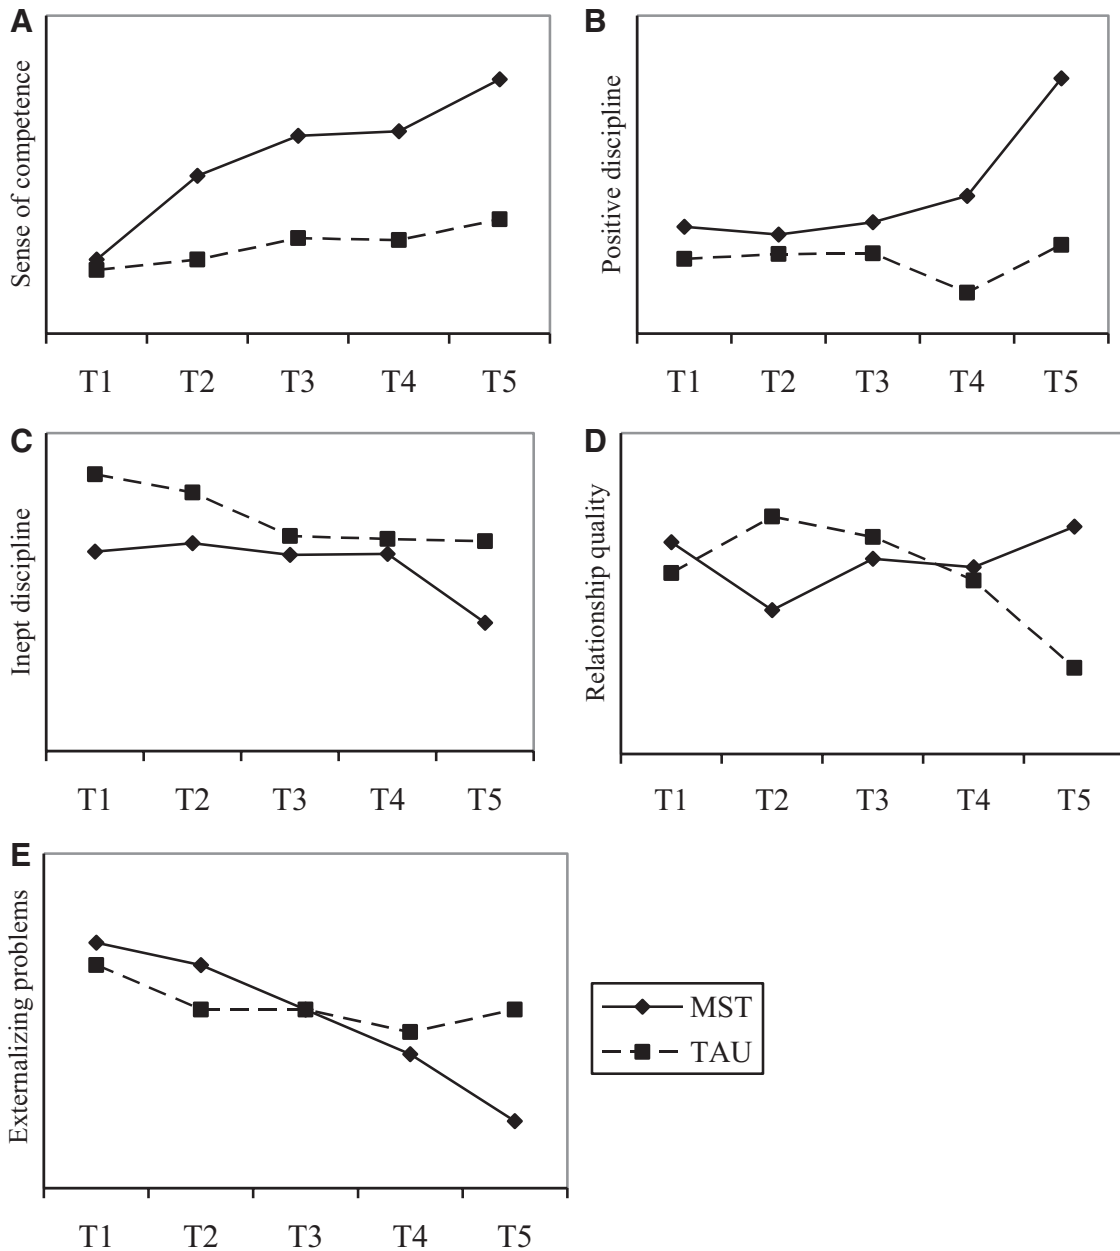 A
Sense of competence
T1 T2 T3 T4 T5
B
Positive discipline
T1 T2 T3 T4 T5
C
Inept discipline
T1 T2 T3 T4 T5
D
Relationship quality
T1 T2 T3 T4 T5
E
Externalizing problems
T1 T2 T3 T4 T5
MST
TAU